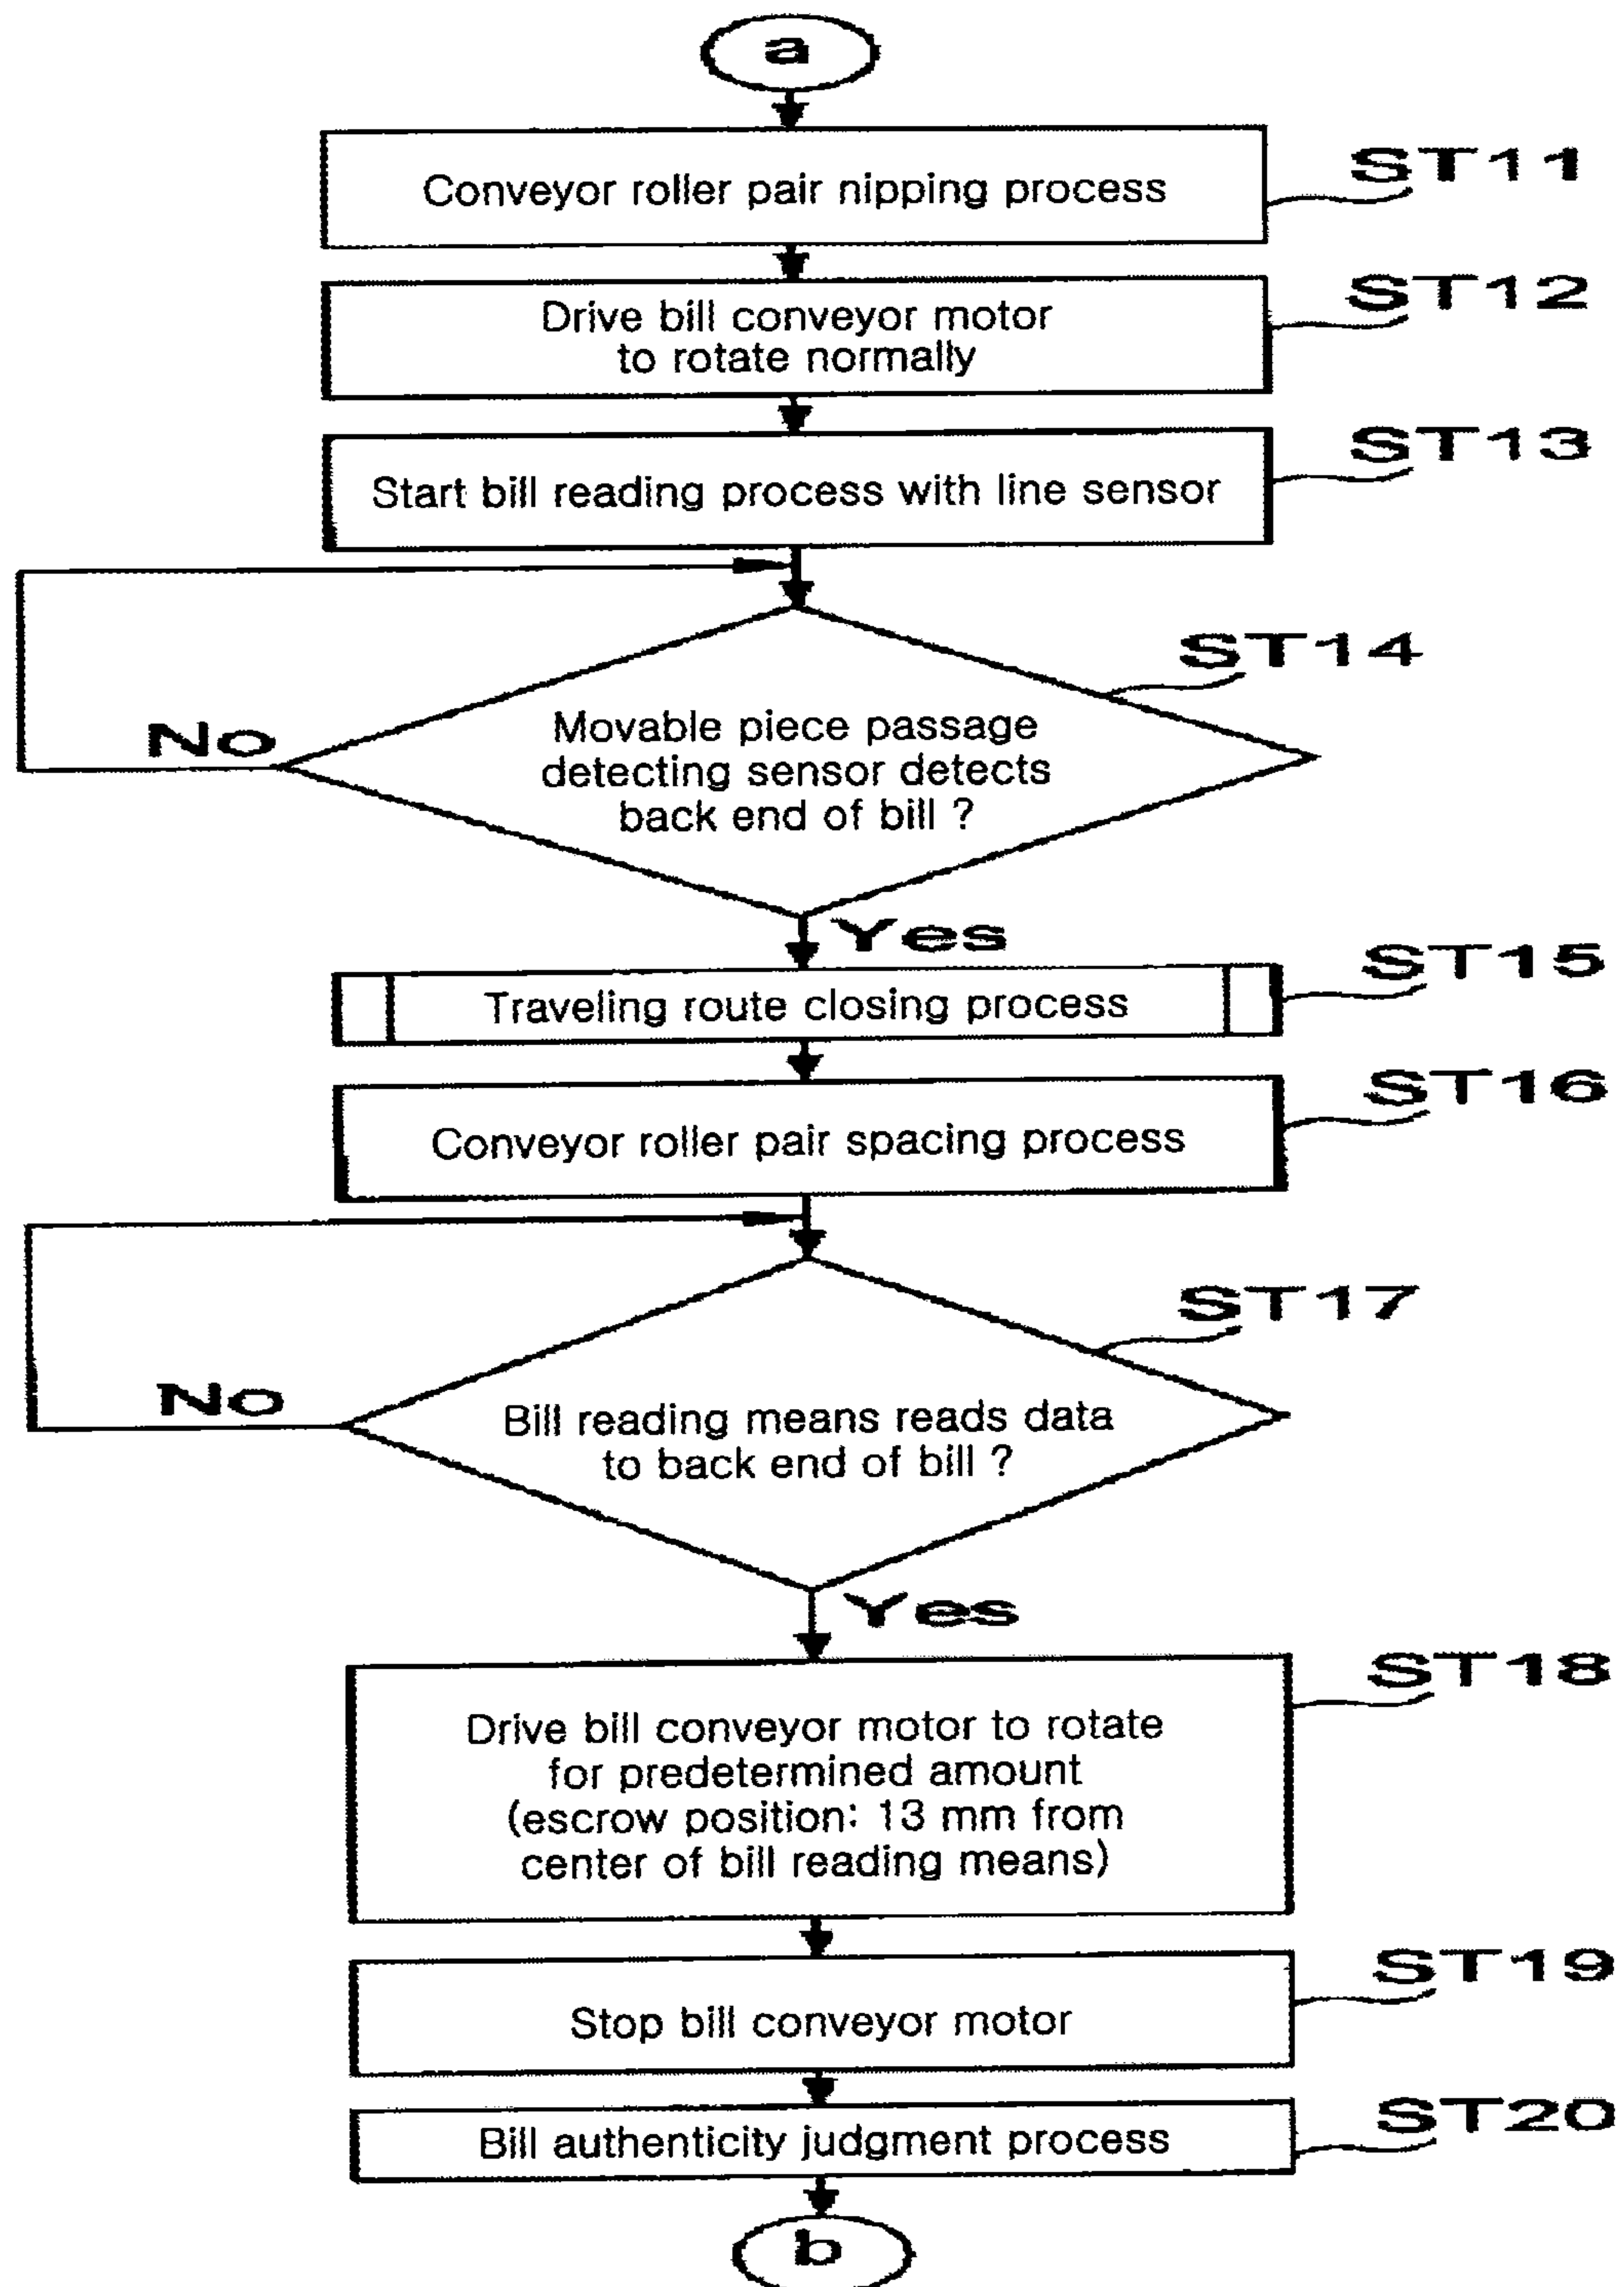 a
Conveyor roller pair nipping process
ST11
Drive bill conveyor motor
to rotate normally
ST12
Start bill reading process with line sensor
ST13
ST14
No
Movable piece passage
detecting sensor detects
back end of bill ?
Yes
Traveling route closing process
ST15
Conveyor roller pair spacing process
ST16
ST17
No
Bill reading means reads data
to back end of bill ?
Yes
Drive bill conveyor motor to rotate
for predetermined amount
(escrow position: 13 mm from
center of bill reading means)
ST18
Stop bill conveyor motor
ST19
Bill authenticity judgment process
ST20
b